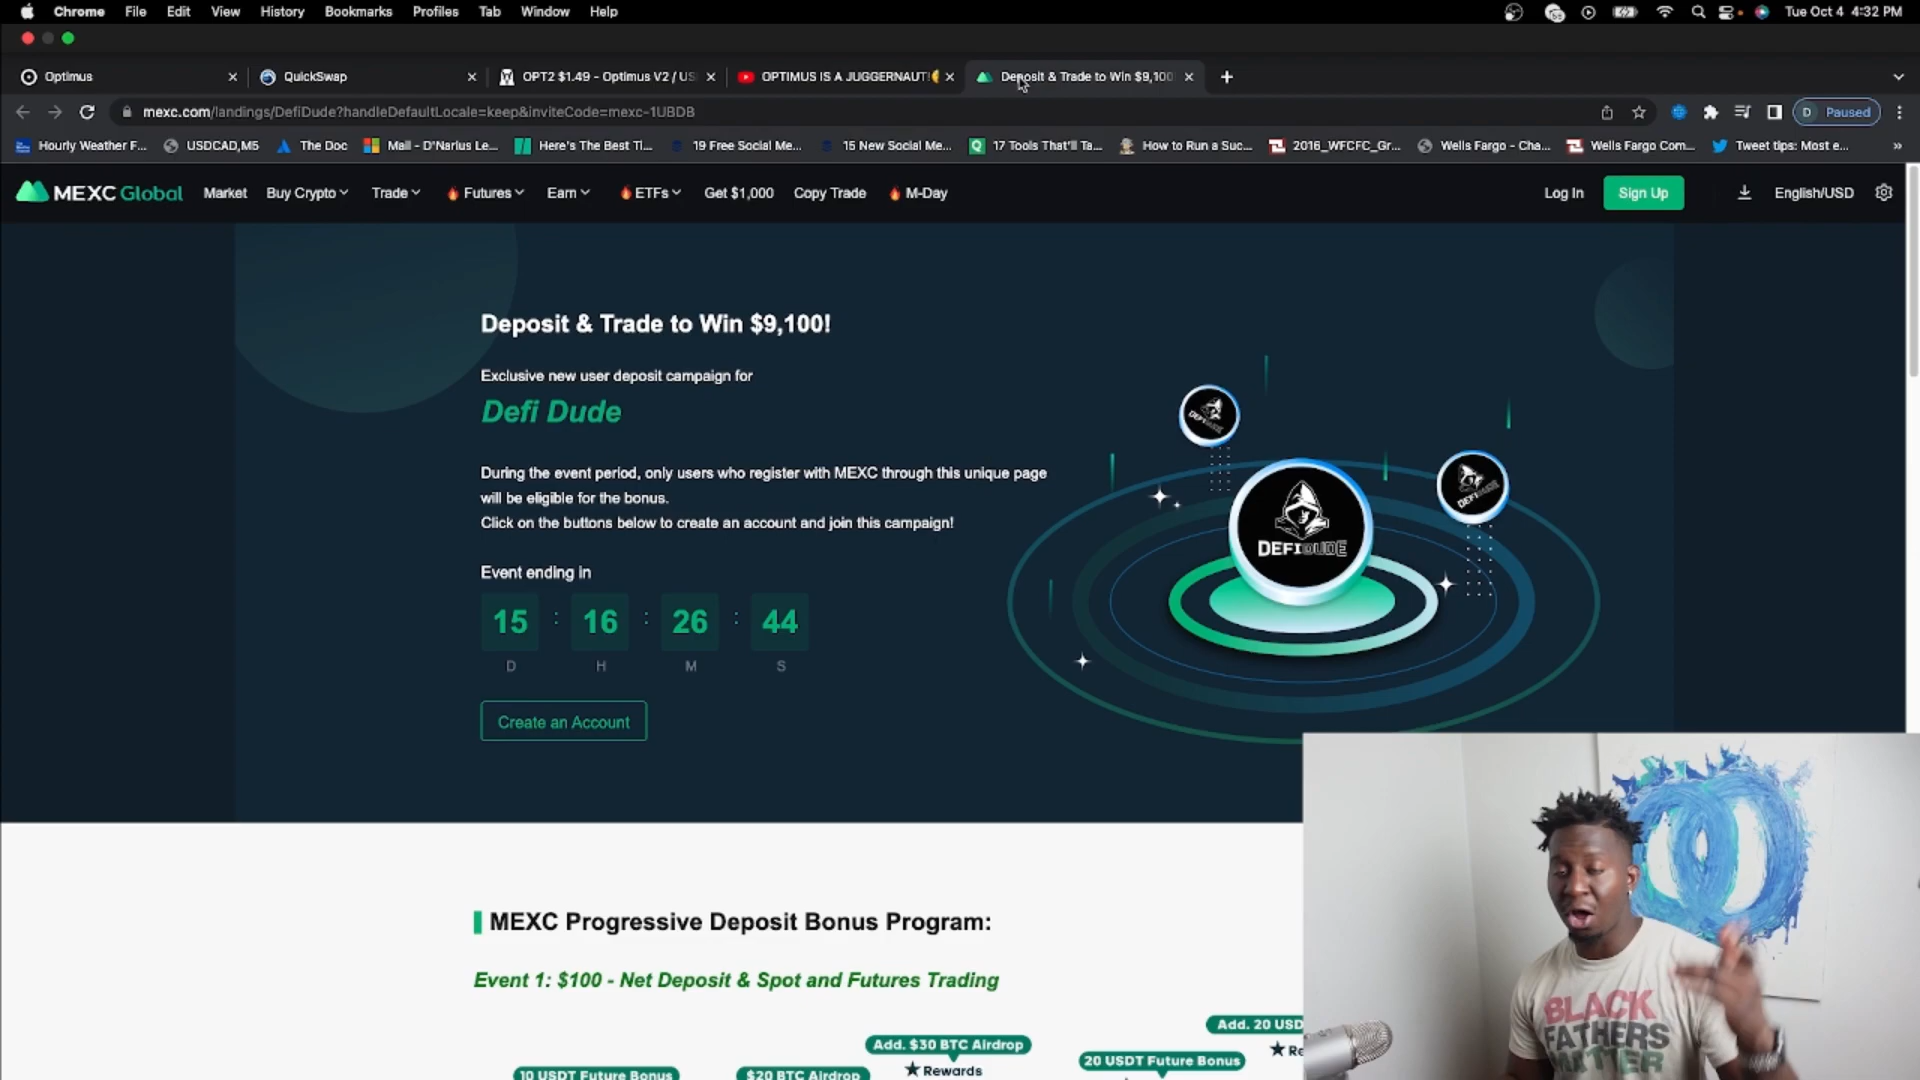 Chrome File Edit View History Bookmarks Profiles Tab Window Help Tue Oct 4 4:32 PM
Optimus QuickSwap OPT2 $1.49 - Optimus V2 / US OPTIMUS IS A JUGGERNAUT! Deposit & Trade to Win $9,100
mexc.com/landings/DefiDude?handleDefaultLocale=keep&inviteCode=mexc-1UBDB D Paused
Hourly Weather F... USDCAD,M5 The Doc Mail - D'Narius Le... Here's The Best Ti... 19 Free Social Me... 15 New Social Me... 17 Tools That'll Ta... How to Run a Suc... 2016_WFCFC_Gr... Wells Fargo - Cha... Wells Fargo Com... Tweet tips: Most e... »
MEXC Global Market Buy Crypto Trade Futures Earn ETFs Get $1,000 Copy Trade M-Day Log In Sign Up English/USD
Deposit & Trade to Win $9,100!
Exclusive new user deposit campaign for
Defi Dude
During the event period, only users who register with MEXC through this unique page
will be eligible for the bonus.
Click on the buttons below to create an account and join this campaign!
Event ending in
15 : 16 : 26 : 44
D H M S
Create an Account
DEFIDUDE
DEFIDUDE
DEFIDUDE
MEXC Progressive Deposit Bonus Program:
Event 1: $100 - Net Deposit & Spot and Futures Trading
Add. 20 USD
Add. $30 BTC Airdrop
20 USDT Future Bonus
Rewards
10 USDT Future Bonus
$20 BTC Airdrop
BLACK
FATHERS
MATTER